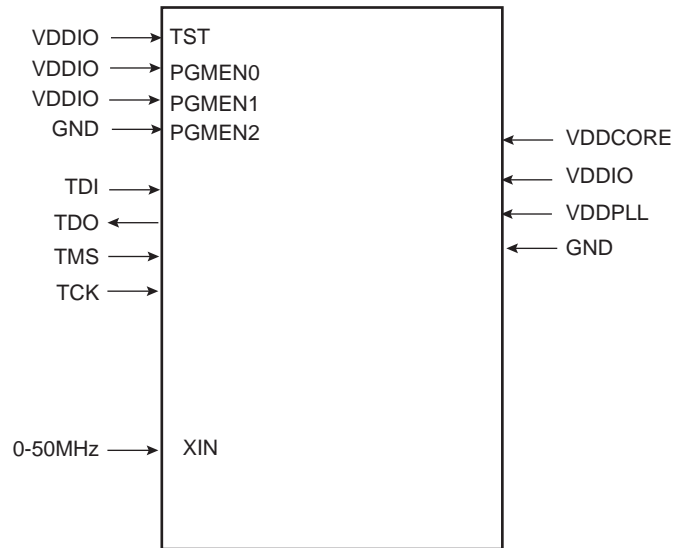 VDDIO TST
VDDIO PGMEN0
VDDIO PGMEN1
GND PGMEN2
VDDCORE
TDI VDDIO
TDO VDDPLL
TMS GND
TCK
0-50MHz XIN